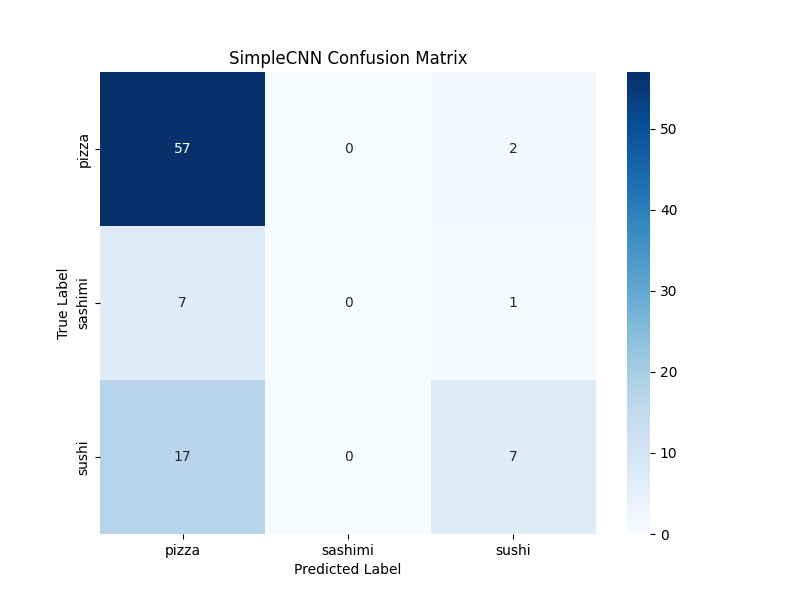 SimpleCNN Confusion Matrix
True Label
pizza
57
0
2
sashimi
7
0
1
sushi
17
0
7
pizza
sashimi
sushi
Predicted Label
50
40
30
20
10
0